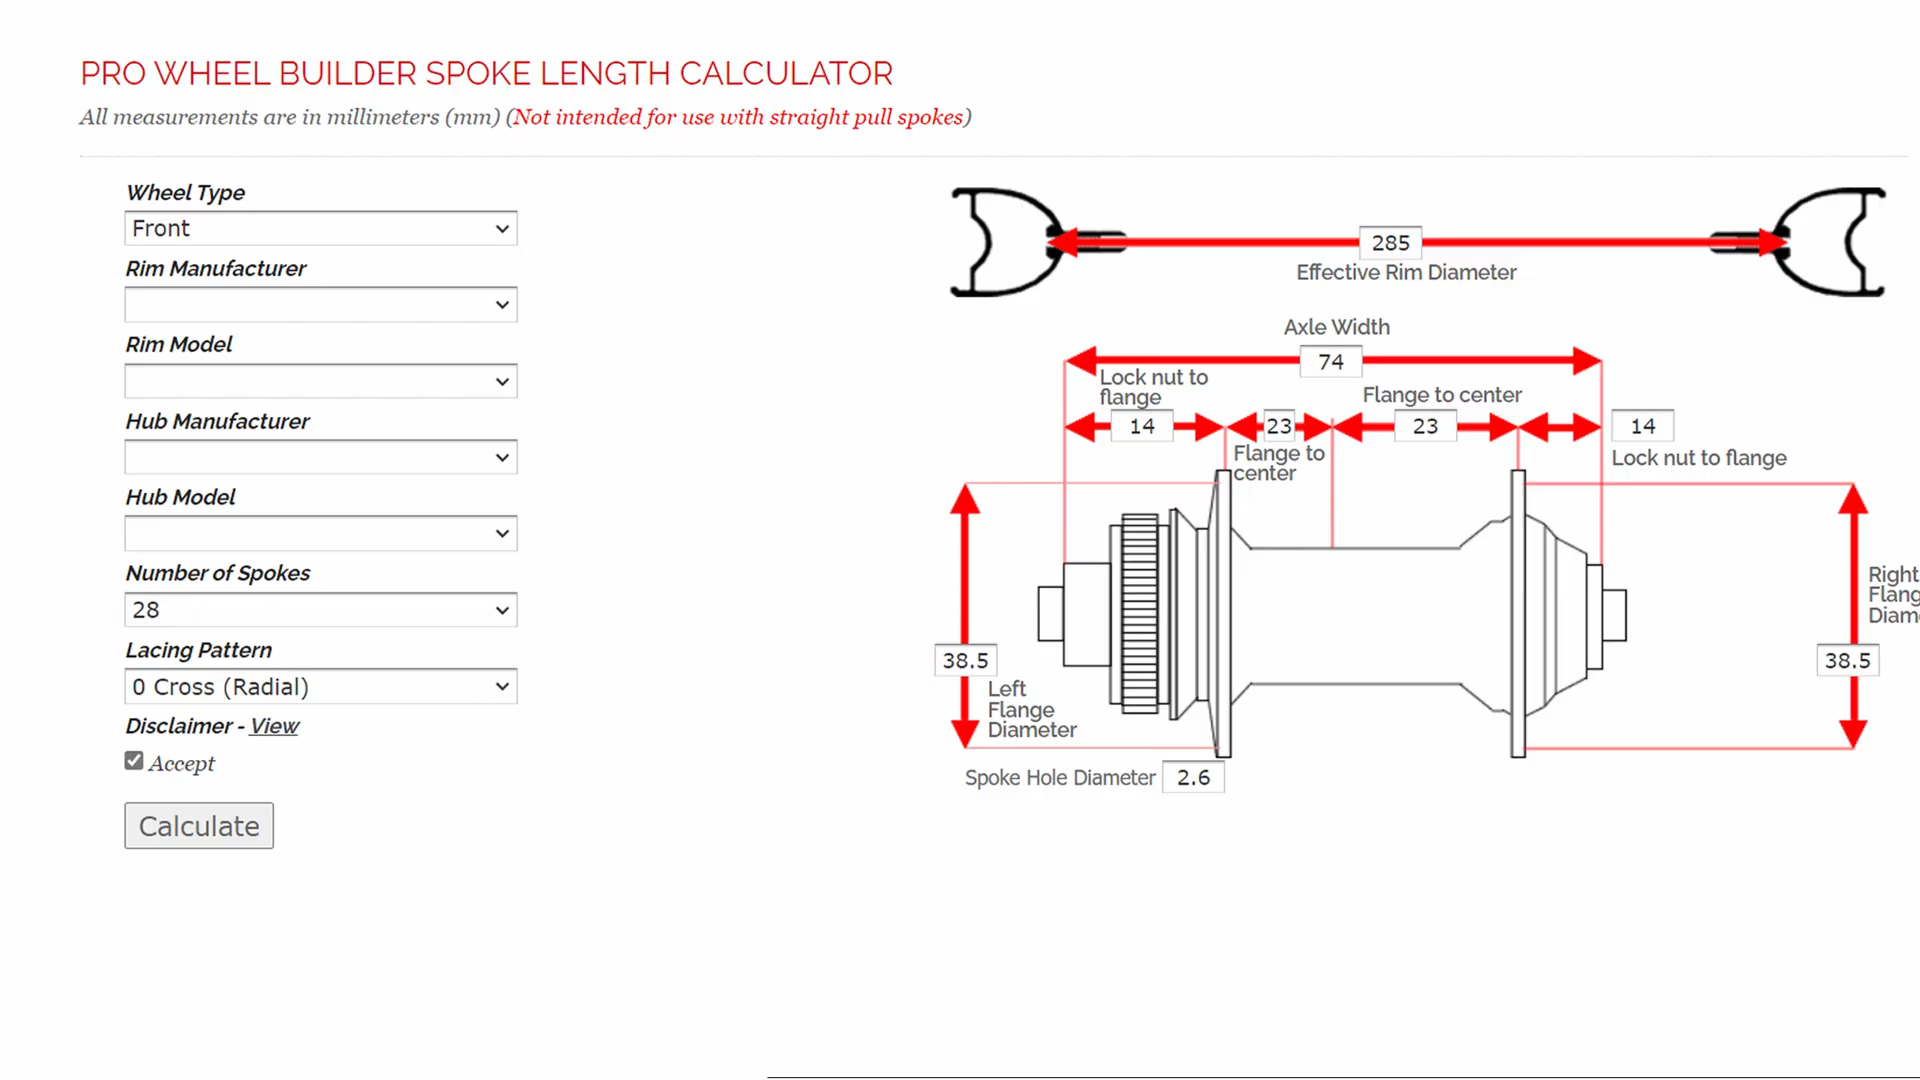 PRO WHEEL BUILDER SPOKE LENGTH CALCULATOR
All measurements are in millimeters (mm) (Not intended for use with straight pull spokes)
Wheel Type
Front
Rim Manufacturer
Rim Model
Hub Manufacturer
Hub Model
Number of Spokes
28
Lacing Pattern
0 Cross (Radial)
Disclaimer - View
Accept
Calculate
285
Effective Rim Diameter
Axle Width
74
Lock nut to
flange
Flange to center
14
23
23
14
Flange to
center
Lock nut to flange
Right
Flang
Diam
38.5
38.5
Left
Flange
Diameter
Spoke Hole Diameter 2.6